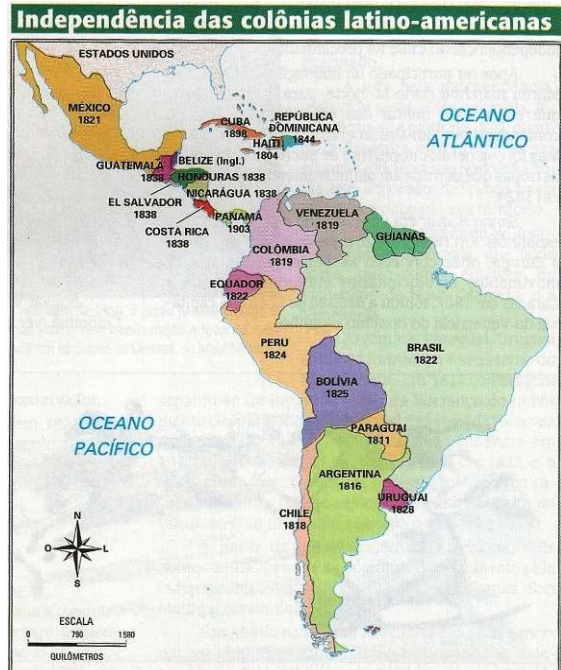 Independência das colônias latino-americanas
ESTADOS UNIDOS
MÉXICO
1821
CUBA
1898
REPÚBLICA
DOMINICANA
1844
HAITI
1804
OCEANO
ATLÂNTICO
GUATEMALA
1838
BELIZE (Ingl.)
HONDURAS 1838
NICARÁGUA 1838
EL SALVADOR
1838
COSTA RICA
1838
PANAMÁ
1903
VENEZUELA
1819
GUIANAS
COLÔMBIA
1819
EQUADOR
1822
PERU
1824
BRASIL
1822
BOLÍVIA
1825
OCEANO
PACÍFICO
PARAGUAI
1811
ARGENTINA
1816
URUGUAI
1828
CHILE
1818
N
O
L
S
ESCALA
0 790 1 580
QUILÔMETROS